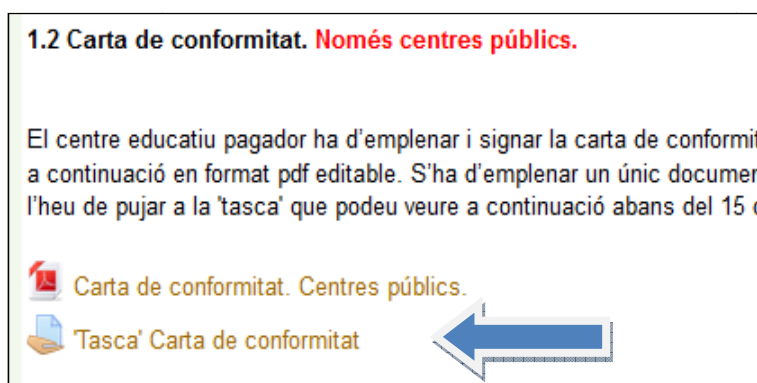 1.2 Carta de conformitat. Només centres públics.
El centre educatiu pagador ha d'emplenar i signar la carta de
a continuació en format pdf editable. S'ha d'emplenar un únic
l'heu de pujar a la 'tasca' que podeu veure a continuació abans del 15
Carta de conformitat. Centres públics.
'Tasca' Carta de conformitat